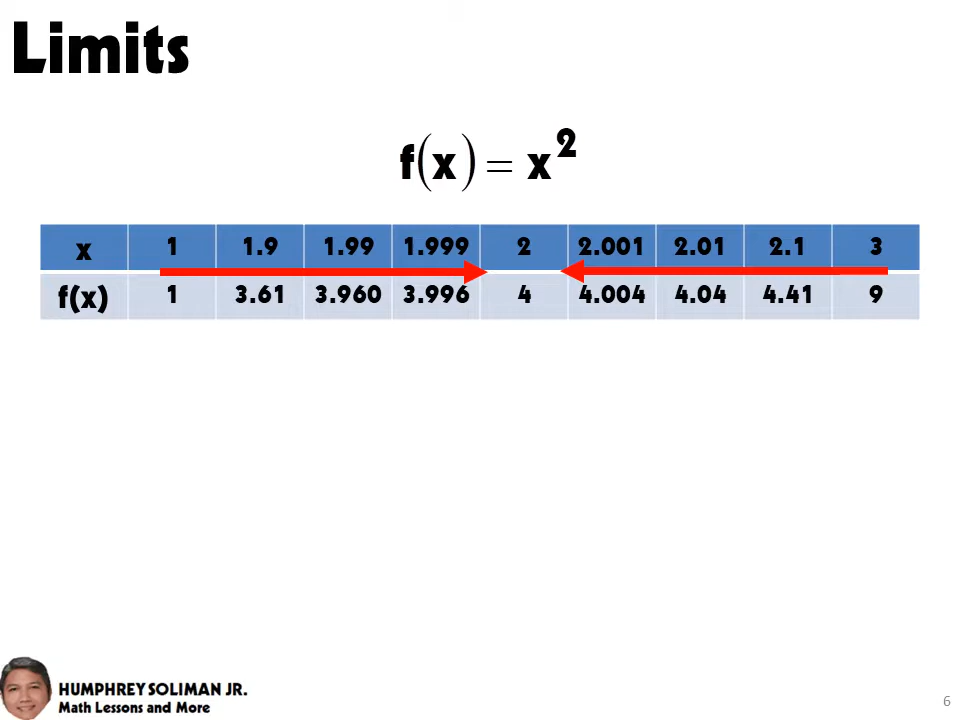 Limits
f(x) = x²
x 1 1.9 1.99 1.999 2 2.001 2.01 2.1 3
f(x) 1 3.61 3.960 3.996 4 4.004 4.04 4.41 9
HUMPHREY SOLIMAN JR.
Math Lessons and More
6